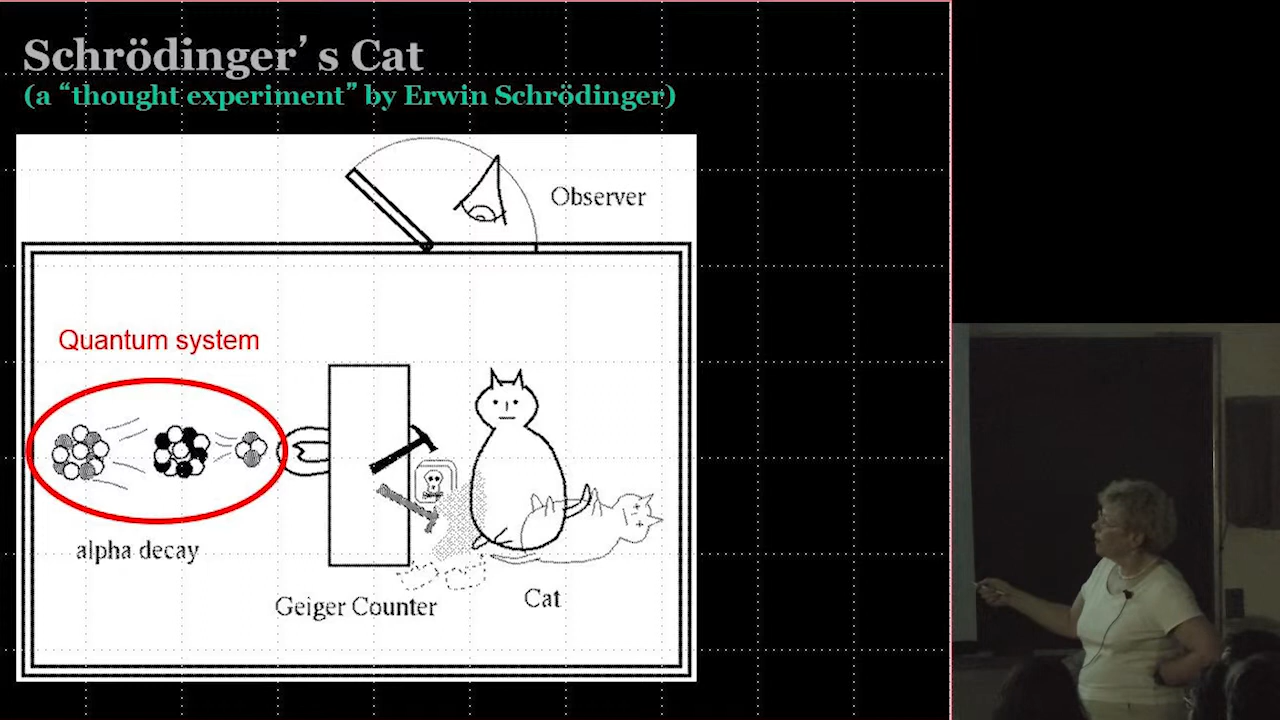 Schrödinger’s Cat
(a “thought experiment” by Erwin Schrödinger)
Observer
Quantum system
alpha decay
Geiger Counter
Cat